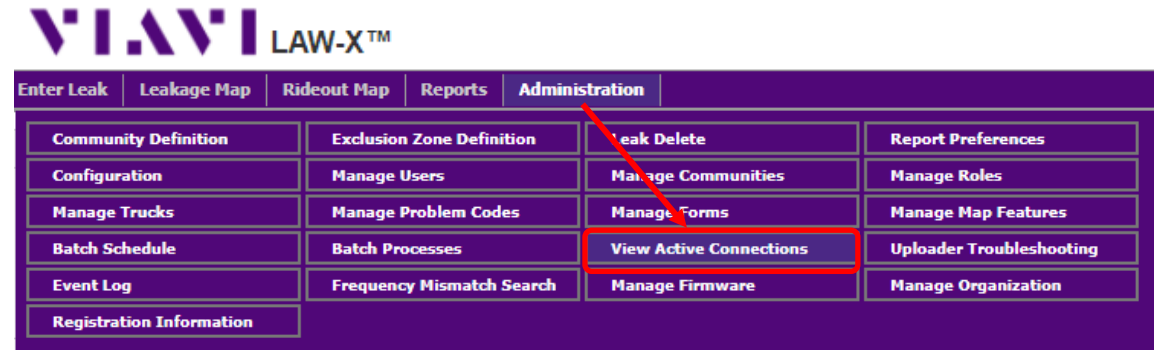 VIAVI LAW-X™
Enter Leak Leakage Map Rideout Map Reports Administration
Community Definition Exclusion Zone Definition Leak Delete Report Preferences
Configuration Manage Users Manage Communities Manage Roles
Manage Trucks Manage Problem Codes Manage Forms Manage Map Features
Batch Schedule Batch Processes View Active Connections Uploader Troubleshooting
Event Log Frequency Mismatch Search Manage Firmware Manage Organization
Registration Information